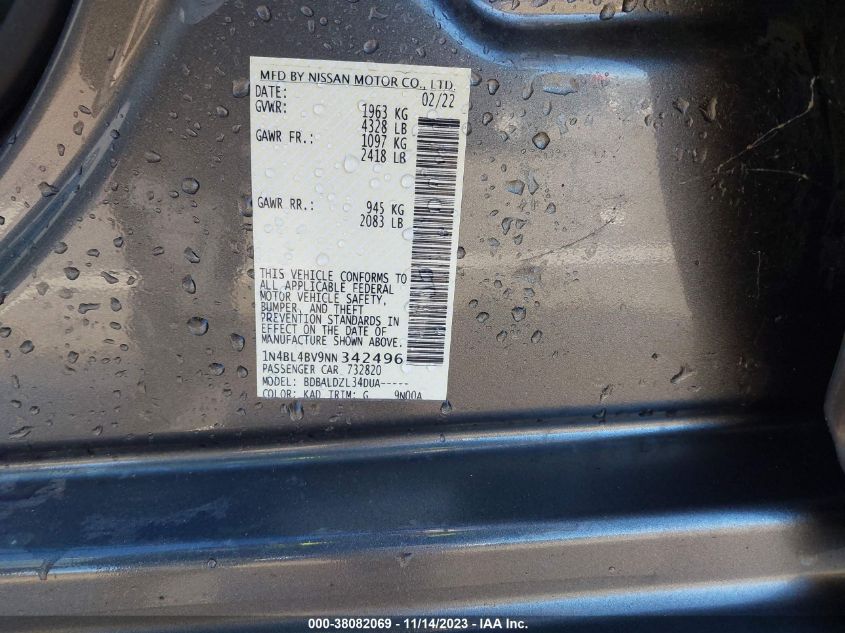 MFD BY NISSAN MOTOR CO., LTD.
DATE: 02/22
GVWR: 1963 KG
4328 LB
GAWR FR.: 1097 KG
2418 LB
GAWR RR.: 945 KG
2083 LB
THIS VEHICLE CONFORMS TO
ALL APPLICABLE FEDERAL
MOTOR VEHICLE SAFETY,
BUMPER, AND THEFT
PREVENTION STANDARDS IN
EFFECT ON THE DATE OF
MANUFACTURE SHOWN ABOVE.
1N4BL4BV9NN342496
PASSENGER CAR 732820
MODEL: BDBALDZL34DUA-----
COLOR: KAD TRIM: G 9N00A
000-38082069 - 11/14/2023 - IAA Inc.